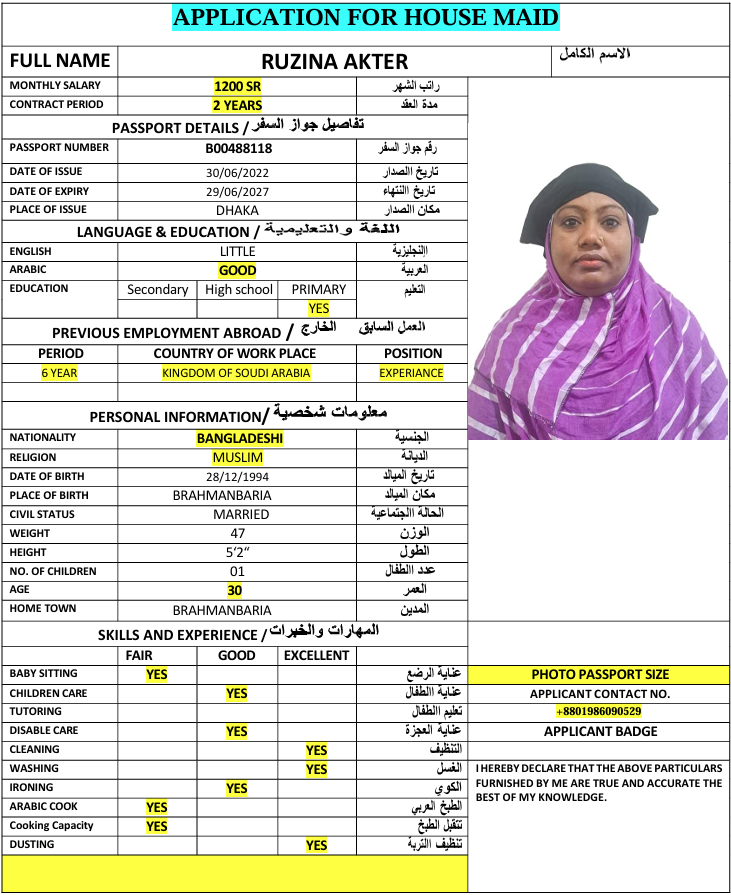 APPLICATION FOR HOUSE MAID
FULL NAME RUZINA AKTER الاسم الكامل
MONTHLY SALARY 1200 SR راتب الشهر
CONTRACT PERIOD 2 YEARS مدة العقد
PASSPORT DETAILS / تفاصيل جواز السفر
PASSPORT NUMBER B00488118 رقم جواز السفر
DATE OF ISSUE 30/06/2022 تاريخ االصدار
DATE OF EXPIRY 29/06/2027 تاريخ االنتهاء
PLACE OF ISSUE DHAKA مكان االصدار
LANGUAGE & EDUCATION / اللغة والتعليمية
ENGLISH LITTLE االنجليزية
ARABIC GOOD العربية
EDUCATION Secondary High school PRIMARY التعليم
YES
PREVIOUS EMPLOYMENT ABROAD / العمل السابق الخارج
PERIOD COUNTRY OF WORK PLACE POSITION
6 YEAR KINGDOM OF SOUDI ARABIA EXPERIANCE
PERSONAL INFORMATION/ معلومات شخصية
NATIONALITY BANGLADESHI الجنسية
RELIGION MUSLIM الديانة
DATE OF BIRTH 28/12/1994 تاريخ الميالد
PLACE OF BIRTH BRAHMANBARIA مكان الميالد
CIVIL STATUS MARRIED الحالة االجتماعية
WEIGHT 47 الوزن
HEIGHT 5‘2“ الطول
NO. OF CHILDREN 01 عدد االطفال
AGE 30 العمر
HOME TOWN BRAHMANBARIA المدين
SKILLS AND EXPERIENCE / المهارات والخبرات
FAIR GOOD EXCELLENT
BABY SITTING YES عناية الرضع
CHILDREN CARE YES عناية االطفال
TUTORING تعليم االطفال
DISABLE CARE YES عناية العجزة
CLEANING YES التنظيف
WASHING YES الغسل
IRONING YES الكوي
ARABIC COOK YES الطبخ العربي
Cooking Capacity YES تتقبل الطبخ
DUSTING YES تنظيف االتربة
PHOTO PASSPORT SIZE
APPLICANT CONTACT NO.
+8801986090529
APPLICANT BADGE
I HEREBY DECLARE THAT THE ABOVE PARTICULARS
FURNISHED BY ME ARE TRUE AND ACCURATE THE
BEST OF MY KNOWLEDGE.